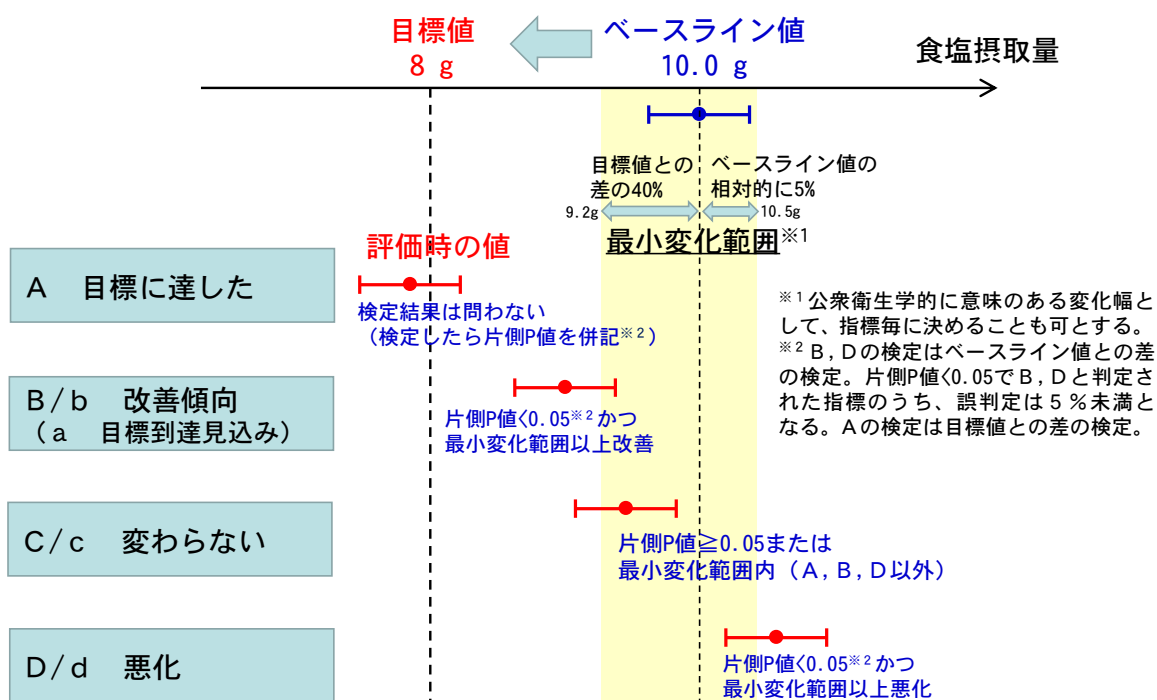 目標値
8 g
ベースライン値
10.0 g
食塩摂取量
目標値との
差の40%
ベースライン値の
相対的に5%
9.2g
10.5g
最小変化範囲※1
評価時の値
A 目標に達した
検定結果は問わない
（検定したら片側P値を併記※2）
※1 公衆衛生学的に意味のある変化幅と
して、指標毎に決めることも可とする。
※2 B,Dの検定はベースライン値との差
の検定。片側P値<0.05でB,Dと判定さ
れた指標のうち、誤判定は5%未満と
なる。Aの検定は目標値との差の検定。
B/b 改善傾向
（a 目標到達見込み）
片側P値<0.05※2かつ
最小変化範囲以上改善
C/c 変わらない
片側P値≧0.05または
最小変化範囲内（A,B,D以外）
D/d 悪化
片側P値<0.05※2かつ
最小変化範囲以上悪化